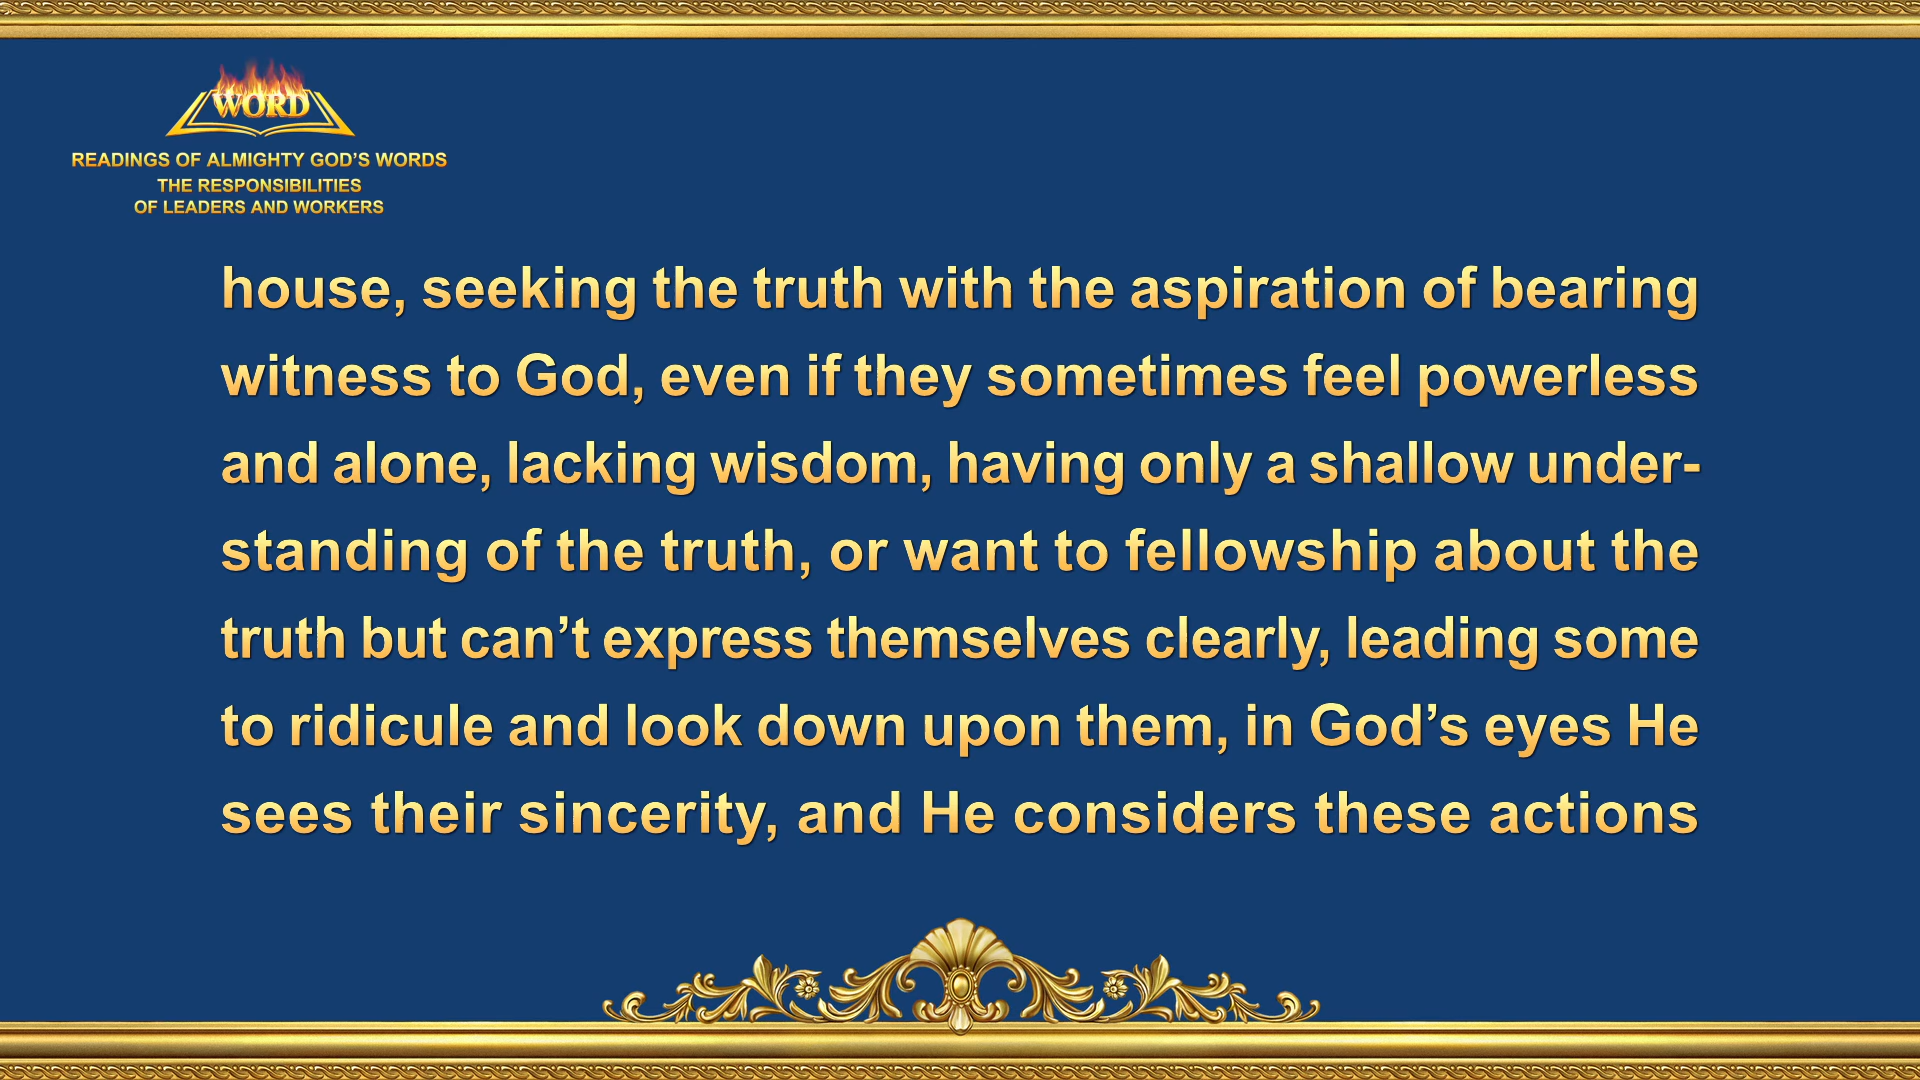 WORD
READINGS OF ALMIGHTY GOD’S WORDS
THE RESPONSIBILITIES
OF LEADERS AND WORKERS
house, seeking the truth with the aspiration of bearing
witness to God, even if they sometimes feel powerless
and alone, lacking wisdom, having only a shallow under-
standing of the truth, or want to fellowship about the
truth but can’t express themselves clearly, leading some
to ridicule and look down upon them, in God’s eyes He
sees their sincerity, and He considers these actions